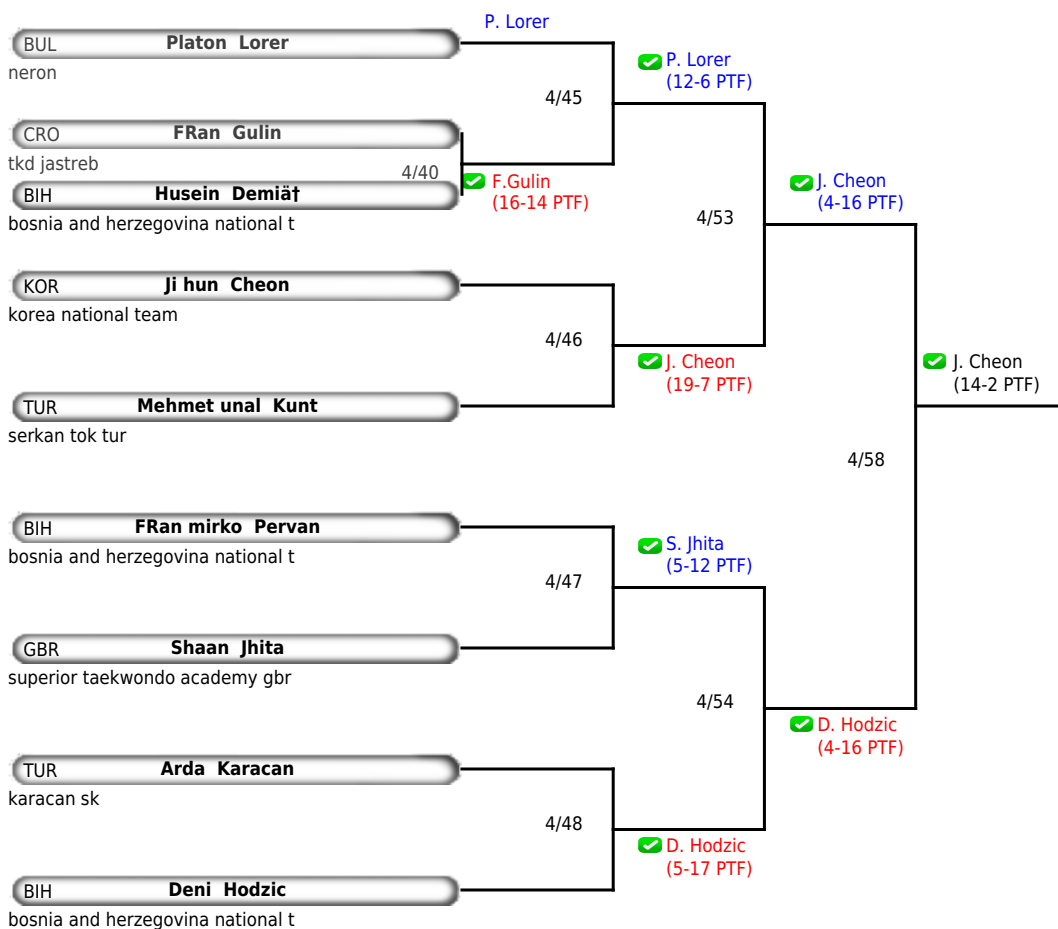 P. Lorer
BUL Platon Lorer
neron
P. Lorer
(12-6 PTF)
4/45
CRO FRan Gulin
tkd jastreb
4/40
F.Gulin
(16-14 PTF)
BIH Husein Demiä†
bosnia and herzegovina national t
J. Cheon
(4-16 PTF)
4/53
KOR Ji hun Cheon
korea national team
4/46
J. Cheon
(19-7 PTF)
J. Cheon
(14-2 PTF)
TUR Mehmet unal Kunt
serkan tok tur
4/58
BIH FRan mirko Pervan
bosnia and herzegovina national t
S. Jhita
(5-12 PTF)
4/47
GBR Shaan Jhita
superior taekwondo academy gbr
4/54
D. Hodzic
(4-16 PTF)
TUR Arda Karacan
karacan sk
4/48
D. Hodzic
(5-17 PTF)
BIH Deni Hodzic
bosnia and herzegovina national t